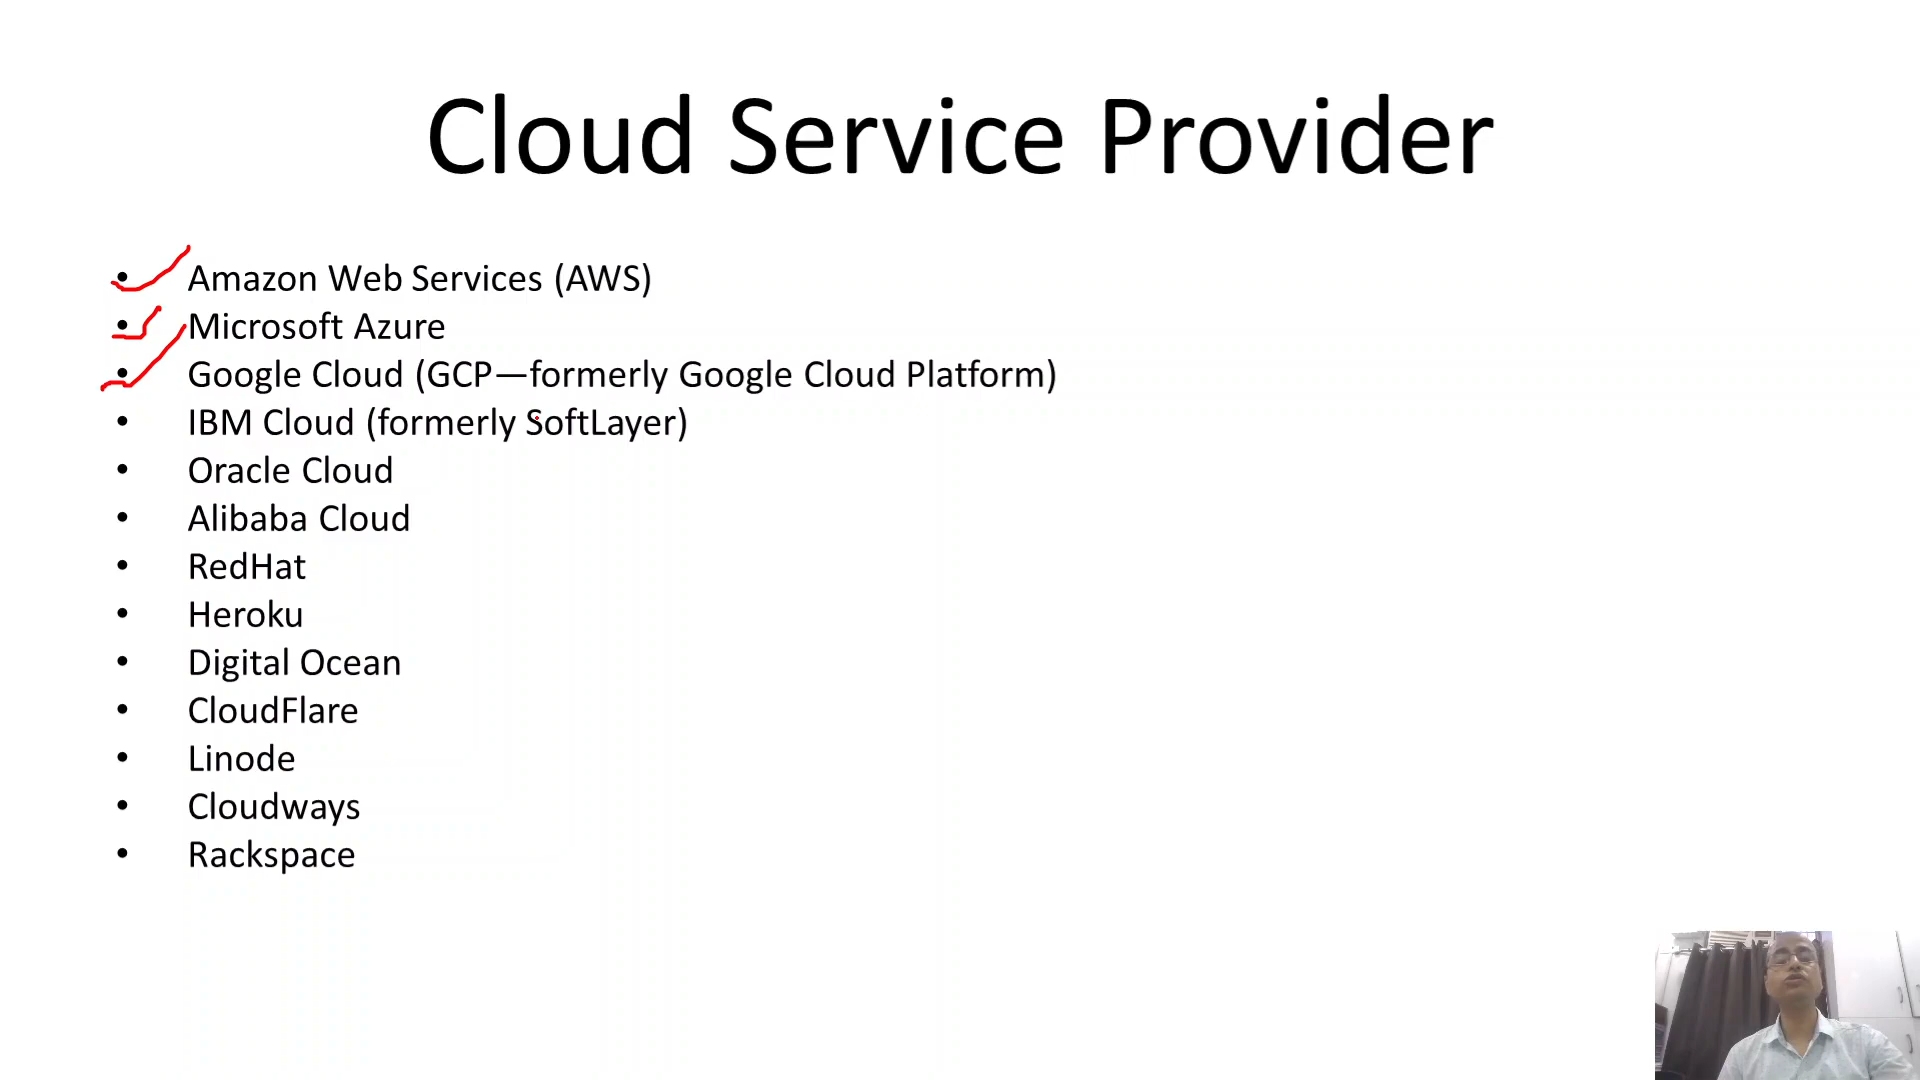 Cloud Service Provider
• Amazon Web Services (AWS)
• Microsoft Azure
• Google Cloud (GCP—formerly Google Cloud Platform)
• IBM Cloud (formerly SoftLayer)
• Oracle Cloud
• Alibaba Cloud
• RedHat
• Heroku
• Digital Ocean
• CloudFlare
• Linode
• Cloudways
• Rackspace